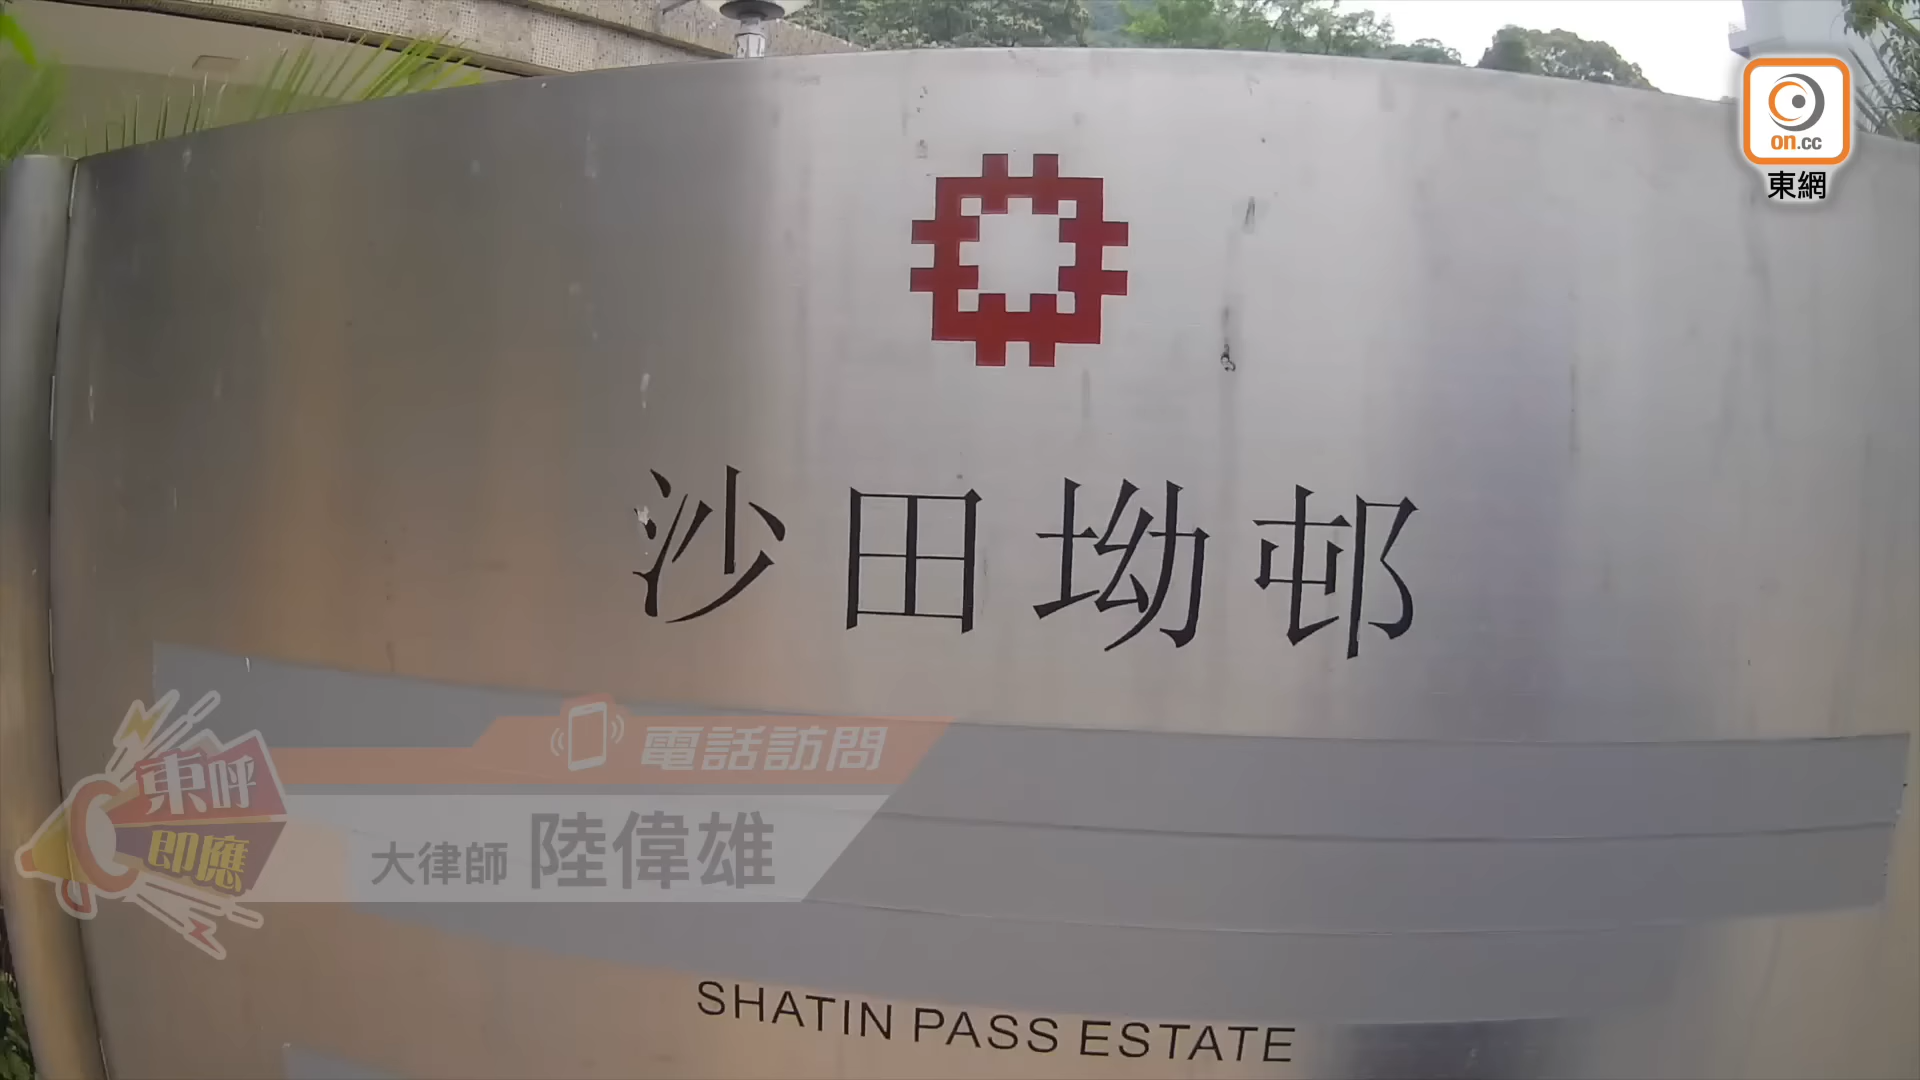 on.cc
東網
沙田坳邨
電話訪問
東呼
即應
大律師 陸偉雄
SHATIN PASS ESTATE